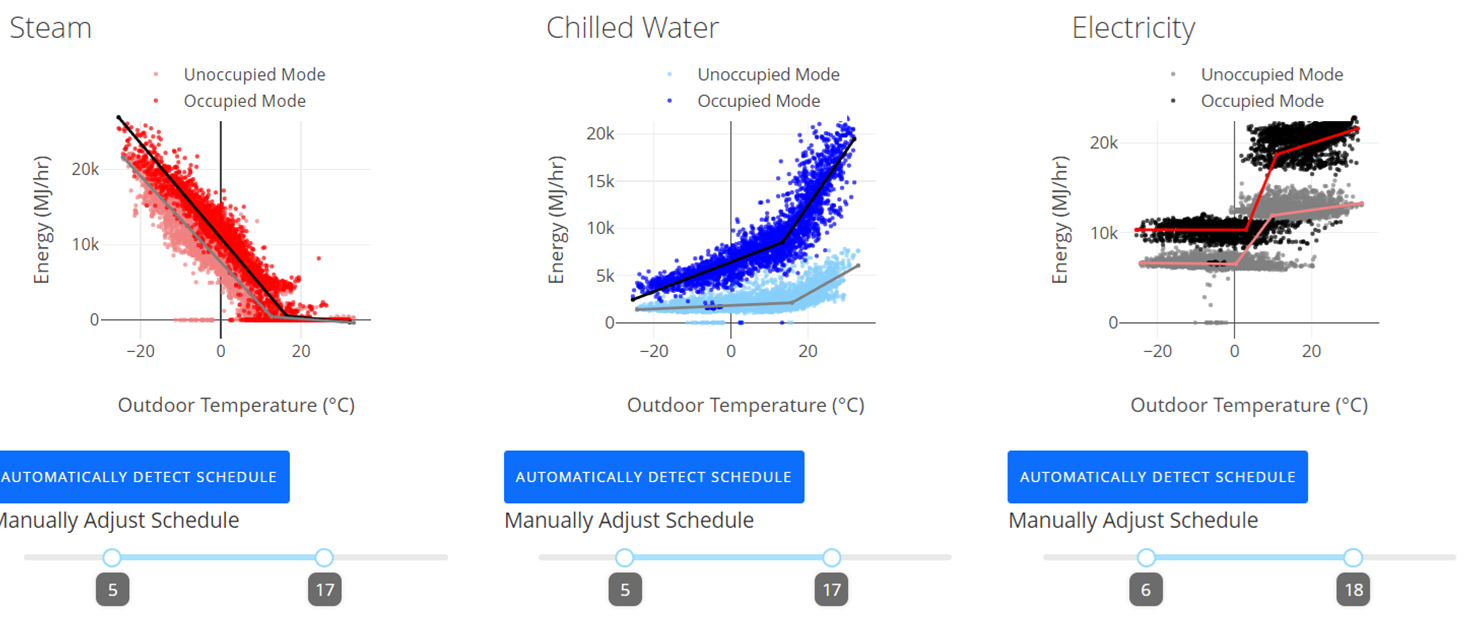 Steam
Unoccupied Mode
Occupied Mode
Energy (MJ/hr)
20k
10k
0
−20 0 20
Outdoor Temperature (°C)
AUTOMATICALLY DETECT SCHEDULE
Manually Adjust Schedule
5 17
Chilled Water
Unoccupied Mode
Occupied Mode
Energy (MJ/hr)
20k
15k
10k
5k
0
−20 0 20
Outdoor Temperature (°C)
AUTOMATICALLY DETECT SCHEDULE
Manually Adjust Schedule
5 17
Electricity
Unoccupied Mode
Occupied Mode
Energy (MJ/hr)
20k
10k
0
−20 0 20
Outdoor Temperature (°C)
AUTOMATICALLY DETECT SCHEDULE
Manually Adjust Schedule
6 18